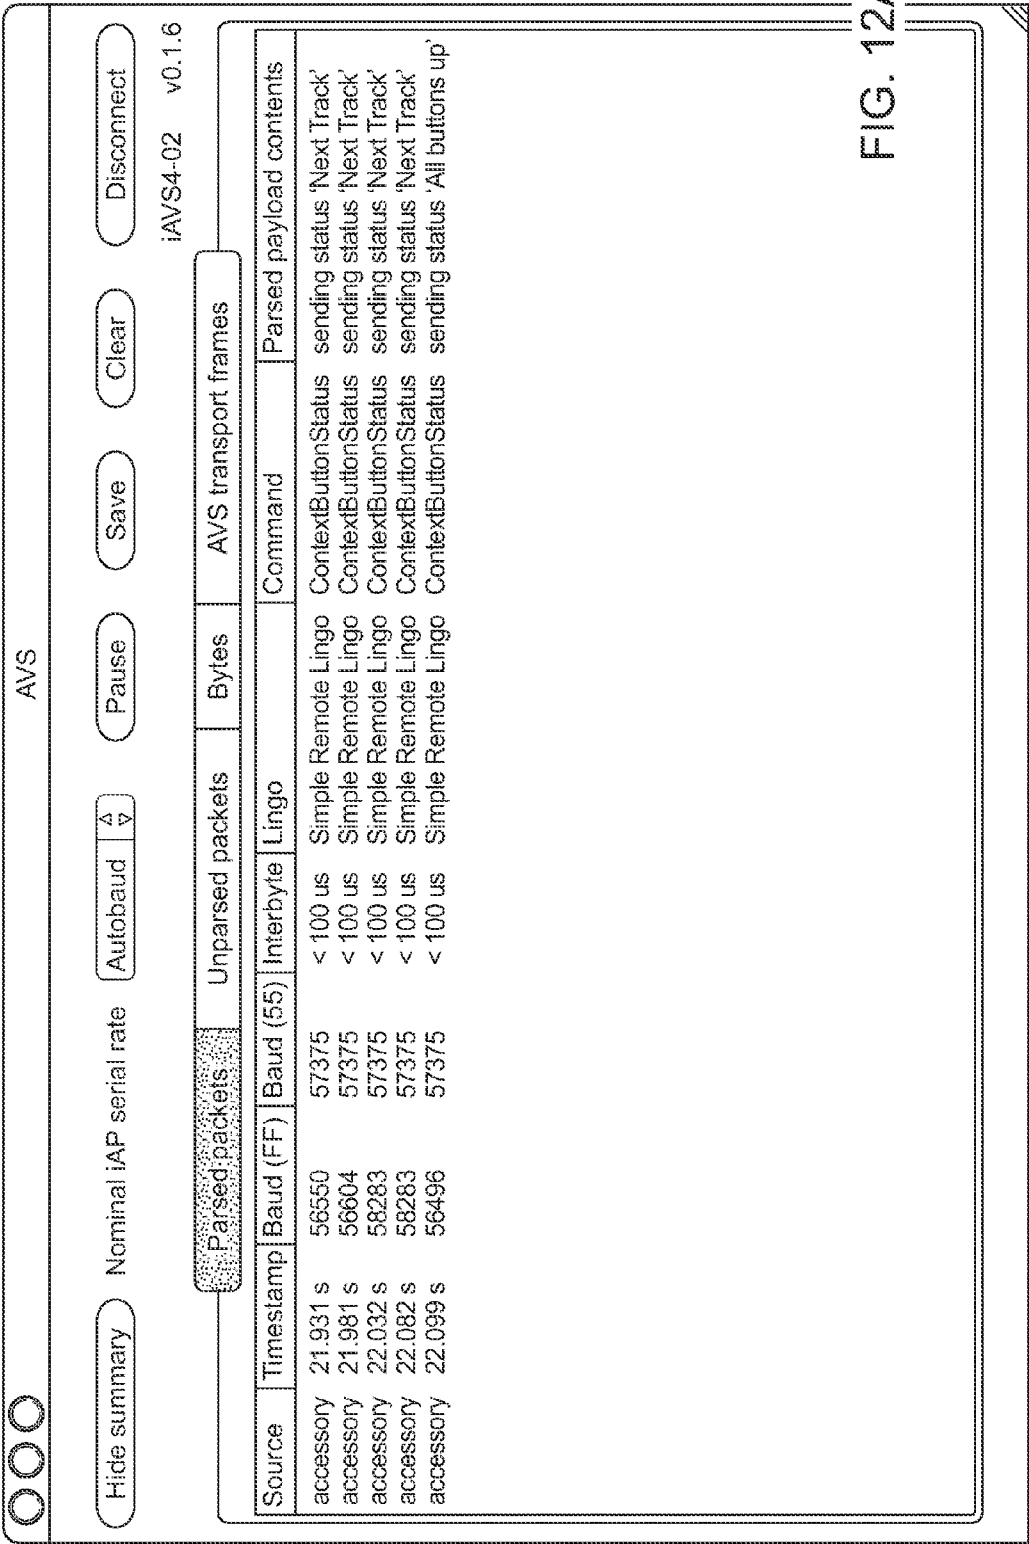 AVS
Hide summary Nominal iAP serial rate Autobaud Pause Save Clear Disconnect
iAVS4-02 v0.1.6
Parsed packets Unparsed packets Bytes AVS transport frames
Source Timestamp Baud (FF) Baud (55) Interbyte Lingo Command Parsed payload contents
accessory 21.931 s 56550 57375 < 100 us Simple Remote Lingo ContextButtonStatus sending status 'Next Track'
accessory 21.981 s 56604 57375 < 100 us Simple Remote Lingo ContextButtonStatus sending status 'Next Track'
accessory 22.032 s 58283 57375 < 100 us Simple Remote Lingo ContextButtonStatus sending status 'Next Track'
accessory 22.082 s 58283 57375 < 100 us Simple Remote Lingo ContextButtonStatus sending status 'Next Track'
accessory 22.099 s 56496 57375 < 100 us Simple Remote Lingo ContextButtonStatus sending status 'All buttons up'
FIG. 12A